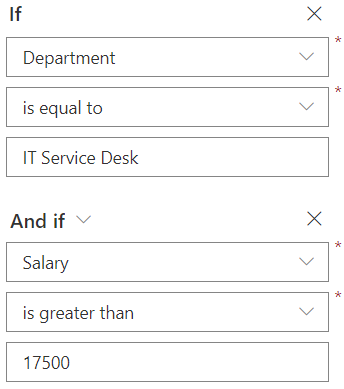 If
Department
*
is equal to
*
IT Service Desk
And if
Salary
*
is greater than
*
17500